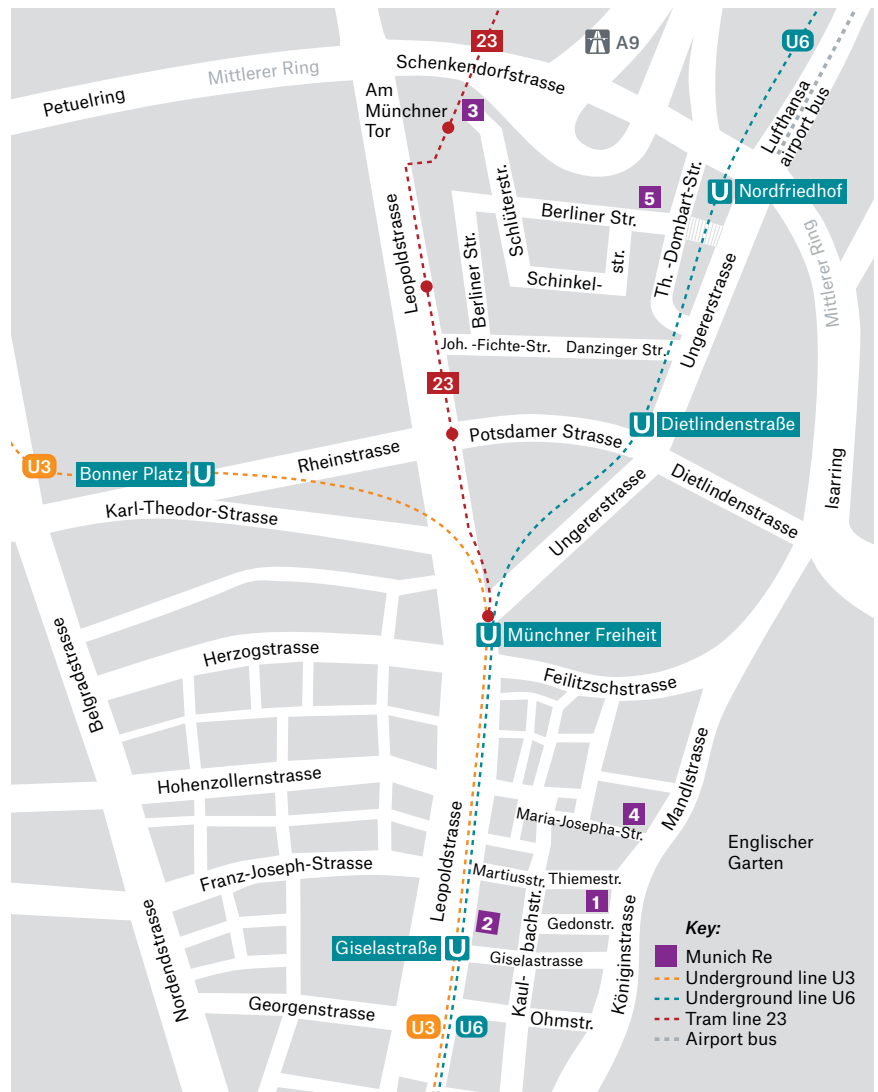 23
A9
U6
Mittlerer Ring
Schenkendorfstrasse
Petuelring
Am
Münchner
Tor
3
Lufthansa
airport bus
U Nordfriedhof
5
Berliner Str.
Schlüterstr.
Th. -Dombart-Str.
Leopoldstrasse
Berliner Str.
Schinkel-
str.
Mittlerer Ring
Ungererstrasse
Joh. -Fichte-Str.
Danzinger Str.
23
U Dietlindenstraße
Potsdamer Strasse
Rheinstrasse
U3
Bonner Platz U
Karl-Theodor-Strasse
Dietlindenstrasse
Isarring
Ungererstrasse
U Münchner Freiheit
Herzogstrasse
Feilitzschstrasse
Belgradstrasse
Hohenzollernstrasse
Mandlstrasse
4
Maria-Josepha-Str.
Englischer
Garten
Leopoldstrasse
Franz-Joseph-Strasse
Martiusstr.
Thiemestr.
1
2
Gedonstr.
Kaul-
bachstr.
Giselastraße U
Giselastrasse
Königinstrasse
Nordendstrasse
Georgenstrasse
U3
U6
Ohmstr.
Key:
Munich Re
Underground line U3
Underground line U6
Tram line 23
Airport bus